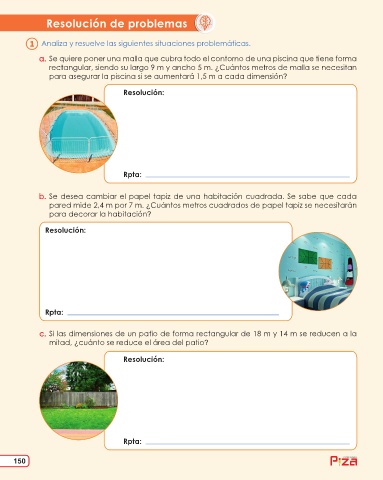 Resolución de problemas
1 Analiza y resuelve las siguientes situaciones problemáticas.
a. Se quiere poner una malla que cubra todo el contorno de una piscina que tiene forma
rectangular, siendo su largo 9 m y ancho 5 m. ¿Cuántos metros de malla se necesitan
para asegurar la piscina si se aumentará 1,5 m a cada dimensión?
Resolución:
Rpta:
b. Se desea cambiar el papel tapiz de una habitación cuadrada. Se sabe que cada
pared mide 2,4 m por 7 m. ¿Cuántos metros cuadrados de papel tapiz se necesitarán
para decorar la habitación?
Resolución:
Rpta:
c. Si las dimensiones de un patio de forma rectangular de 18 m y 14 m se reducen a la
mitad, ¿cuánto se reduce el área del patio?
Resolución:
Rpta:
150